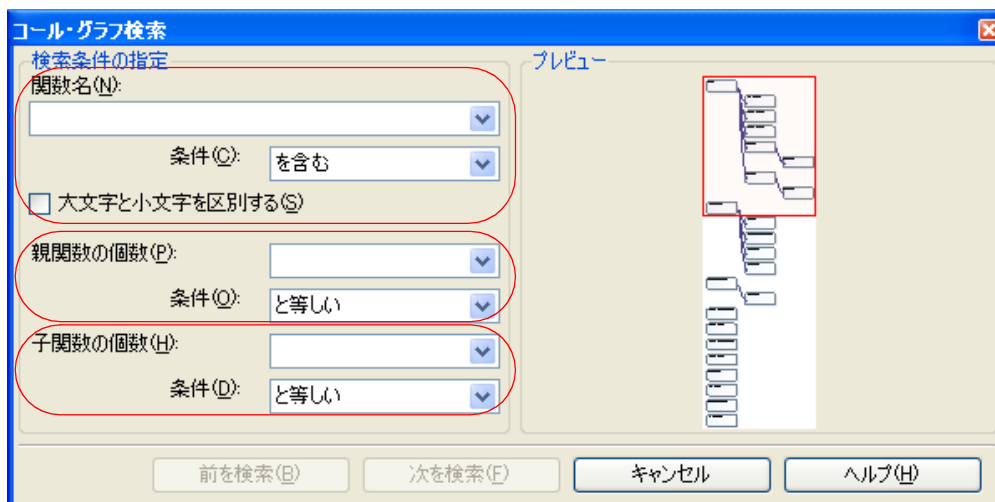 コール・グラフ検索
検索条件の指定
関数名(N):
条件(C): を含む
大文字と小文字を区別する(S)
親関数の個数(P):
条件(O): と等しい
子関数の個数(H):
条件(D): と等しい
プレビュー
前を検索(B) 次を検索(F) キャンセル ヘルプ(H)